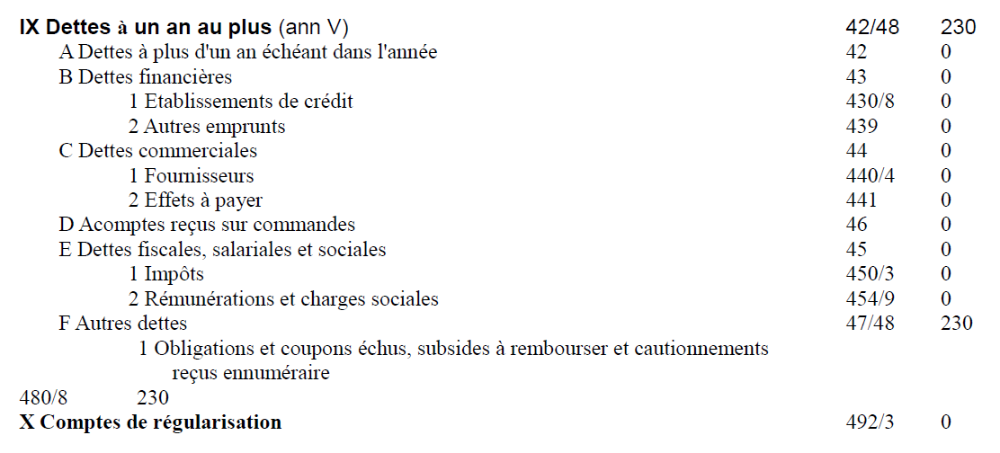 IX Dettes à un an au plus (ann V) 42/48 230
A Dettes à plus d'un an échéant dans l'année 42 0
B Dettes financières 43 0
1 Etablissements de crédit 430/8 0
2 Autres emprunts 439 0
C Dettes commerciales 44 0
1 Fournisseurs 440/4 0
2 Effets à payer 441 0
D Acomptes reçus sur commandes 46 0
E Dettes fiscales, salariales et sociales 45 0
1 Impôts 450/3 0
2 Rémunérations et charges sociales 454/9 0
F Autres dettes 47/48 230
1 Obligations et coupons échus, subsides à rembourser et cautionnements
reçus ennuméraire
480/8 230
X Comptes de régularisation 492/3 0